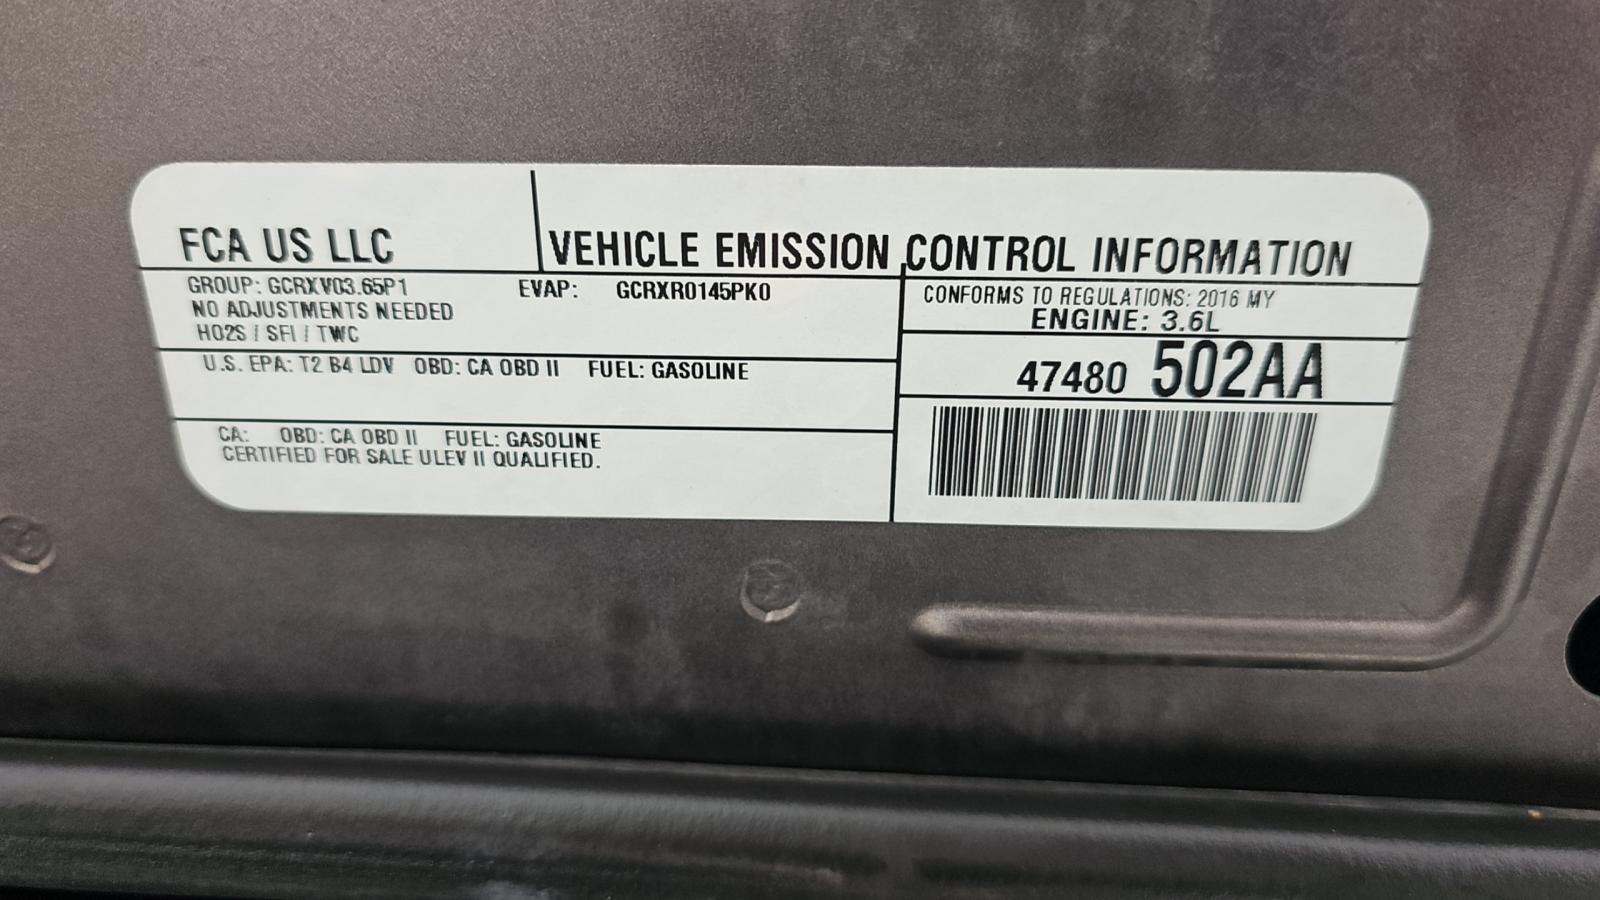 FCA US LLC
VEHICLE EMISSION CONTROL INFORMATION
GROUP: GCRXV03.65P1 EVAP: GCRXR0145PK0
NO ADJUSTMENTS NEEDED
HO2S / SFI / TWC
CONFORMS TO REGULATIONS: 2016 MY
ENGINE: 3.6L
U.S. EPA: T2 B4 LDV OBD: CA OBD II FUEL: GASOLINE
47480 502AA
CA: OBD: CA OBD II FUEL: GASOLINE
CERTIFIED FOR SALE ULEV II QUALIFIED.